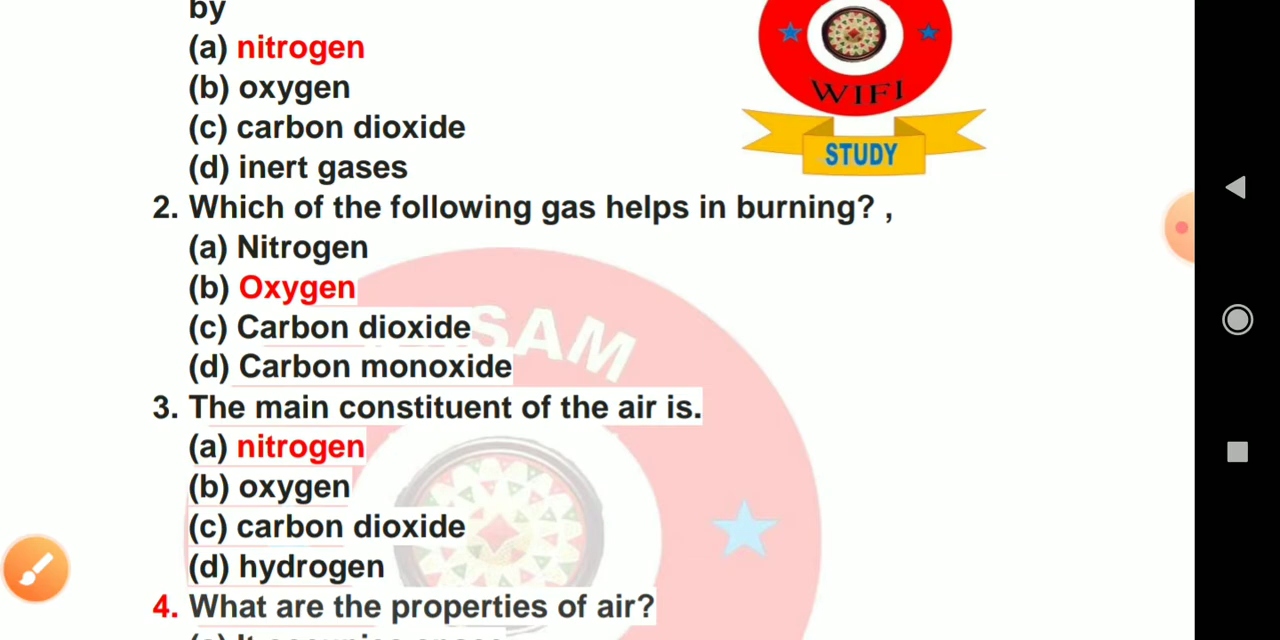 by
(a) nitrogen
(b) oxygen
(c) carbon dioxide
(d) inert gases
WIFI
STUDY
2. Which of the following gas helps in burning? ,
(a) Nitrogen
(b) Oxygen
(c) Carbon dioxide
(d) Carbon monoxide
SAM
3. The main constituent of the air is.
(a) nitrogen
(b) oxygen
(c) carbon dioxide
(d) hydrogen
4. What are the properties of air?